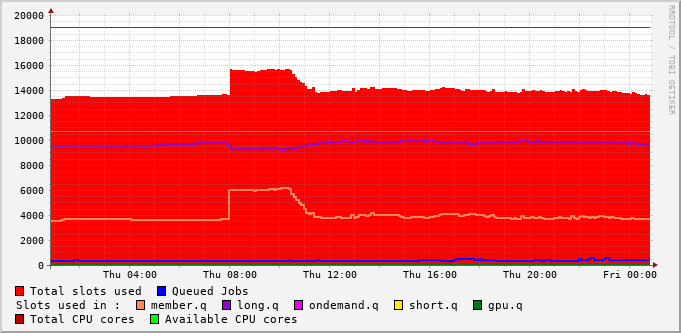 20000
18000
16000
14000
12000
10000
8000
6000
4000
2000
0
Thu 04:00 Thu 08:00 Thu 12:00 Thu 16:00 Thu 20:00 Fri 00:00
RRDTOOL / TOBI OETIKER
Total slots used Queued Jobs
Slots used in : member.q long.q ondemand.q short.q gpu.q
Total CPU cores Available CPU cores